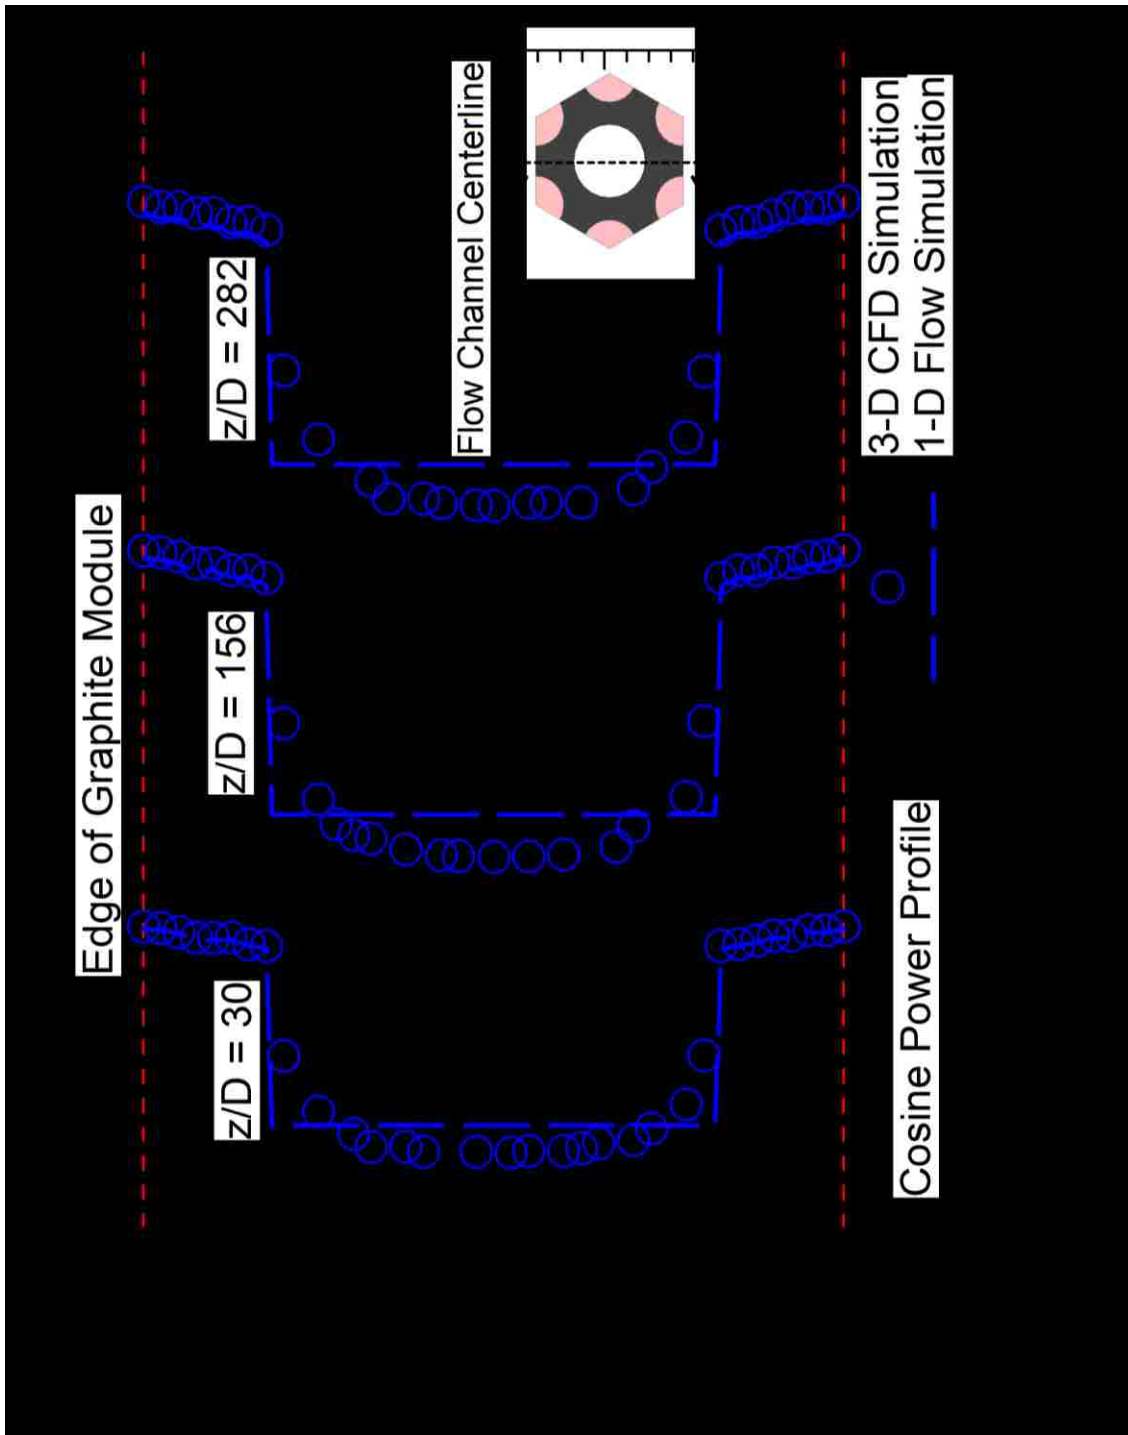 Edge of Graphite Module
z/D = 30
z/D = 156
z/D = 282
Flow Channel Centerline
3-D CFD Simulation
1-D Flow Simulation
Cosine Power Profile